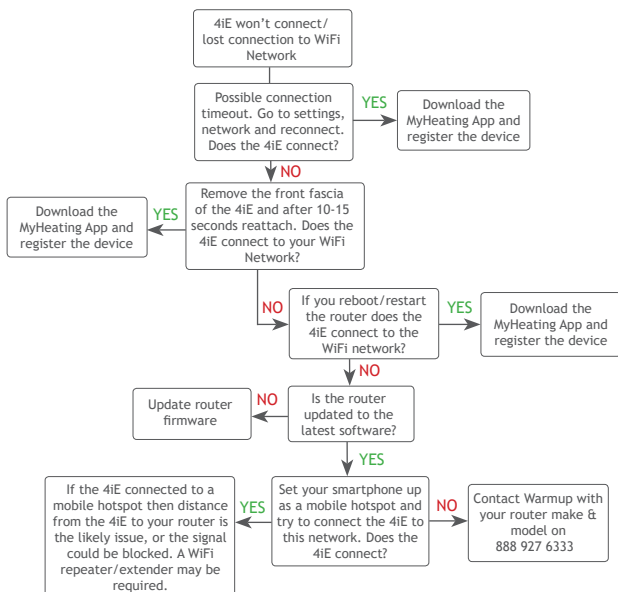 4iE won't connect/
lost connection to WiFi
Network
Possible connection
timeout. Go to settings,
network and reconnect.
Does the 4iE connect?
YES
Download the
MyHeating App and
register the device
NO
Remove the front fascia
of the 4iE and after 10-15
seconds reattach. Does the
4iE connect to your WiFi
Network?
YES
Download the
MyHeating App and
register the device
NO
If you reboot/restart
the router does the
4iE connect to the
WiFi network?
YES
Download the
MyHeating App and
register the device
NO
Is the router
updated to the
latest software?
NO
Update router
firmware
YES
Set your smartphone up
as a mobile hotspot and
try to connect the 4iE to
this network. Does the
4iE connect?
YES
If the 4iE connected to a
mobile hotspot then distance
from the 4iE to your router is
the likely issue, or the signal
could be blocked. A WiFi
repeater/extender may be
required.
NO
Contact Warmup with
your router make &
model on
888 927 6333